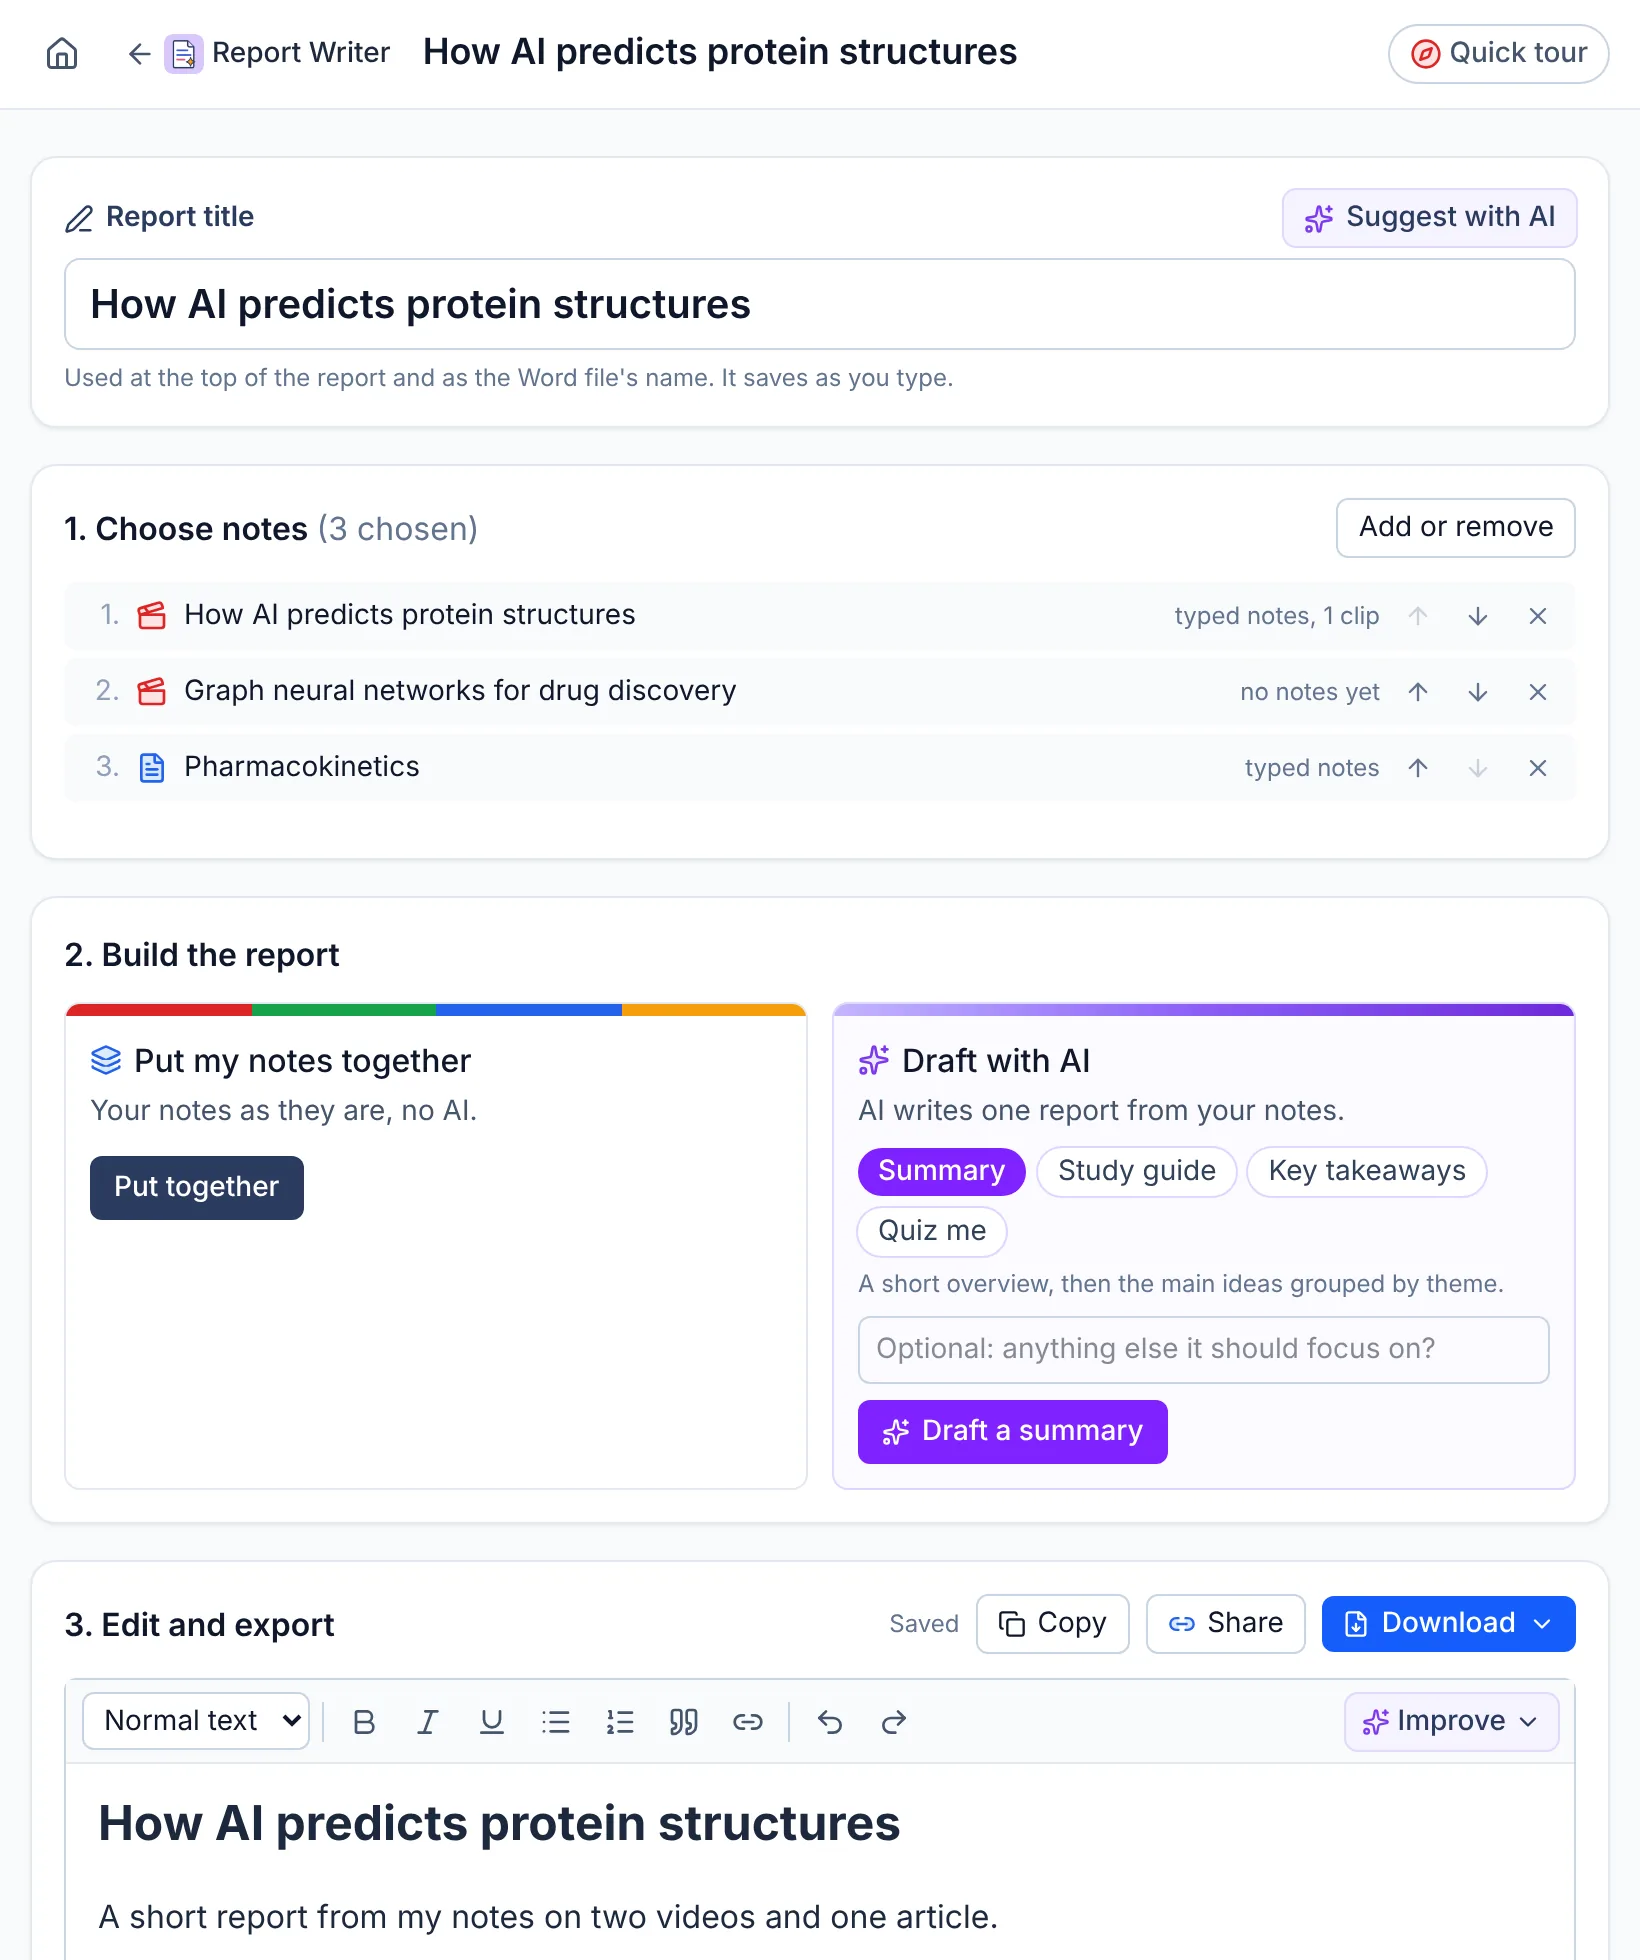 Report Writer
How AI predicts protein structures
Quick tour
Report title
Suggest with AI
How AI predicts protein structures
Used at the top of the report and as the Word file's name. It saves as you type.
1. Choose notes (3 chosen)
Add or remove
1. How AI predicts protein structures typed notes, 1 clip
2. Graph neural networks for drug discovery no notes yet
3. Pharmacokinetics typed notes
2. Build the report
Put my notes together
Your notes as they are, no AI.
Put together
Draft with AI
AI writes one report from your notes.
Summary Study guide Key takeaways
Quiz me
A short overview, then the main ideas grouped by theme.
Optional: anything else it should focus on?
Draft a summary
3. Edit and export
Saved Copy Share Download
Normal text
Improve
How AI predicts protein structures
A short report from my notes on two videos and one article.